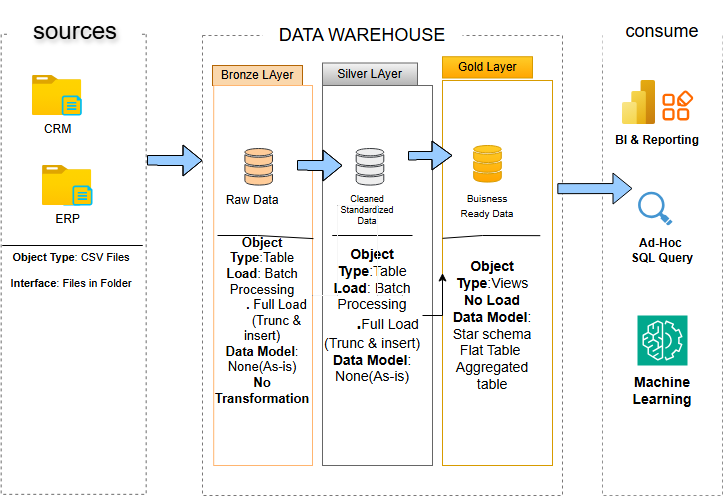 sources
CRM
ERP
Object Type: CSV Files
Interface: Files in Folder
DATA WAREHOUSE
Bronze LAyer
Raw Data
Object
Type:Table
Load: Batch
Processing
. Full Load
(Trunc &
insert)
Data Model:
None(As-is)
No
Transformation
Silver LAyer
Cleaned
Standardized
Data
Object
Type:Table
Load: Batch
Processing
.Full Load
(Trunc & insert)
Data Model:
None(As-is)
Gold Layer
Buisness
Ready Data
Object
Type:Views
No Load
Data Model:
Star schema
Flat Table
Aggregated
table
consume
BI & Reporting
Ad-Hoc
SQL Query
Machine
Learning